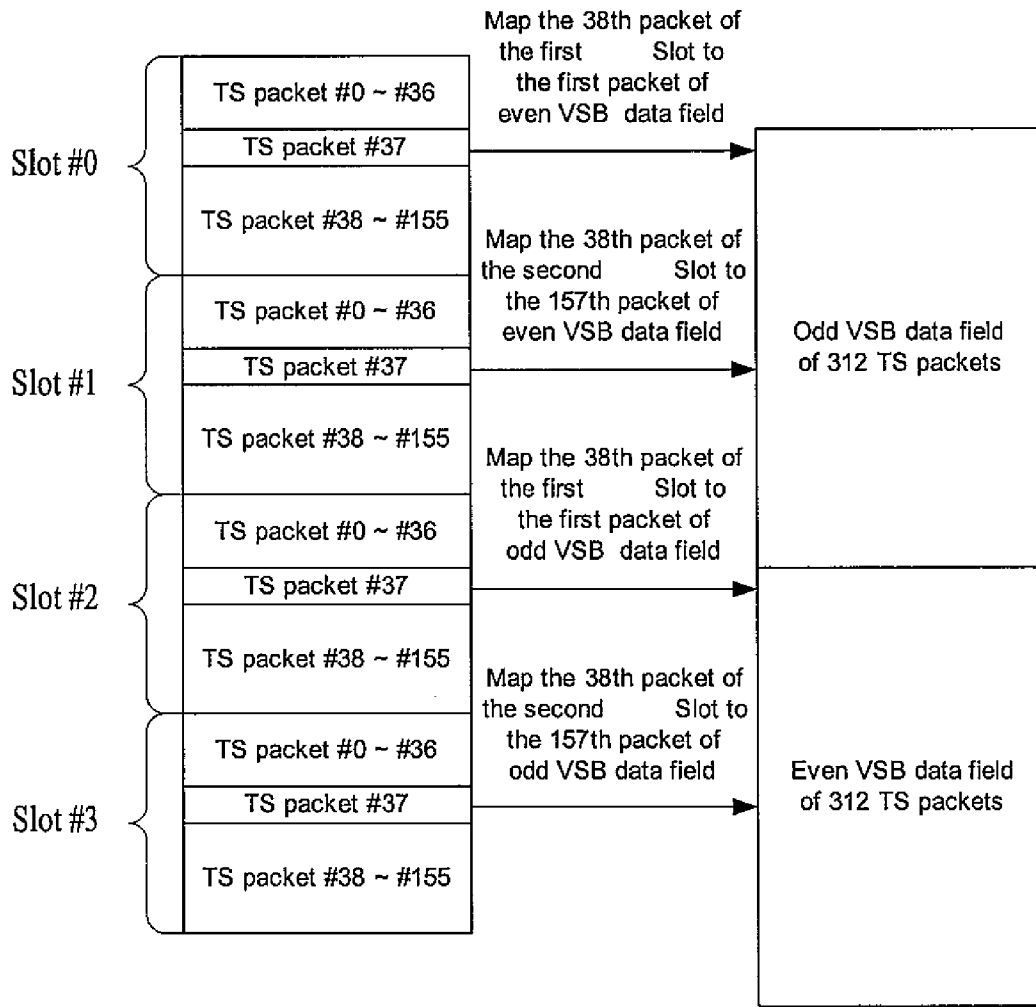 Map the 38th packet of
the first Slot to
the first packet of
even VSB data field
Slot #0
TS packet #0 ~ #36
TS packet #37
TS packet #38 ~ #155
Map the 38th packet of
the second Slot to
the 157th packet of
even VSB data field
Slot #1
TS packet #0 ~ #36
TS packet #37
TS packet #38 ~ #155
Odd VSB data field
of 312 TS packets
Map the 38th packet of
the first Slot to
the first packet of
odd VSB data field
Slot #2
TS packet #0 ~ #36
TS packet #37
TS packet #38 ~ #155
Map the 38th packet of
the second Slot to
the 157th packet of
odd VSB data field
Slot #3
TS packet #0 ~ #36
TS packet #37
TS packet #38 ~ #155
Even VSB data field
of 312 TS packets